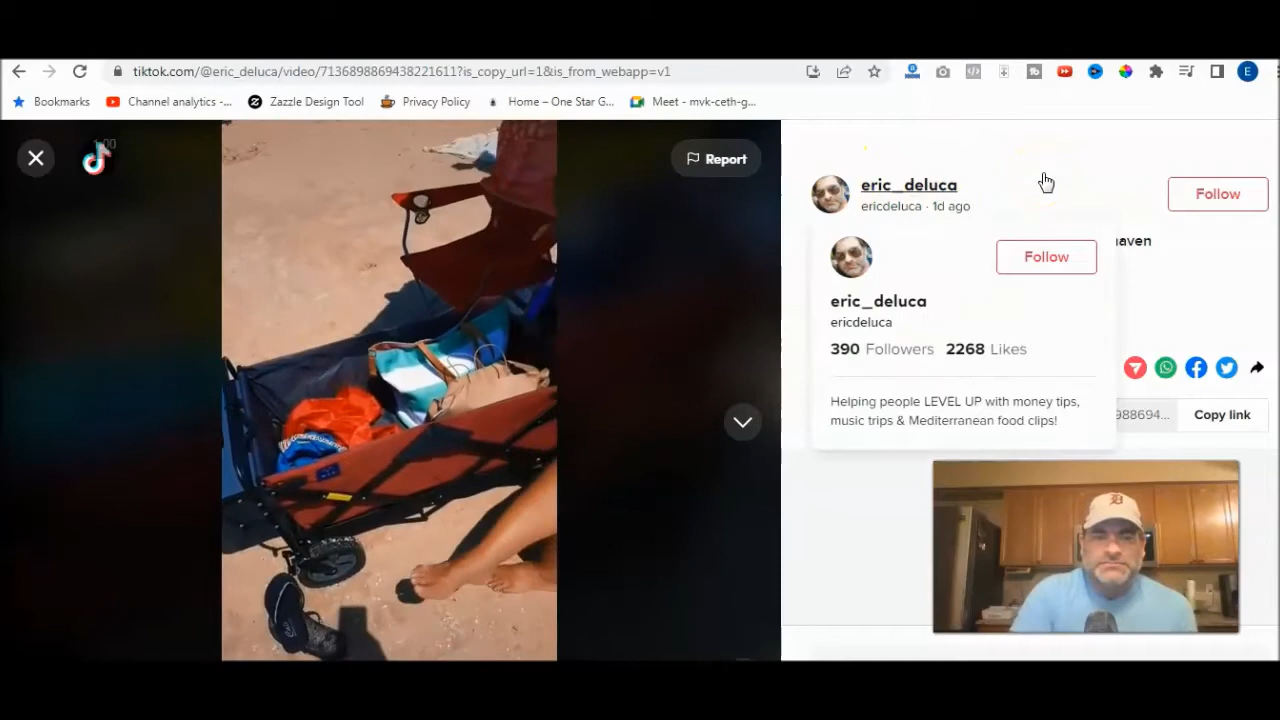 tiktok.com/@eric_deluca/video/7136898869438221611?is_copy_url=1&is_from_webapp=v1
E
Bookmarks
Channel analytics -...
Zazzle Design Tool
Privacy Policy
Home – One Star G...
Meet - mvk-ceth-g...
Report
eric_deluca
ericdeluca · 1d ago
Follow
Follow
eric_deluca
ericdeluca
390 Followers 2268 Likes
Helping people LEVEL UP with money tips,
music trips & Mediterranean food clips!
988694...
Copy link